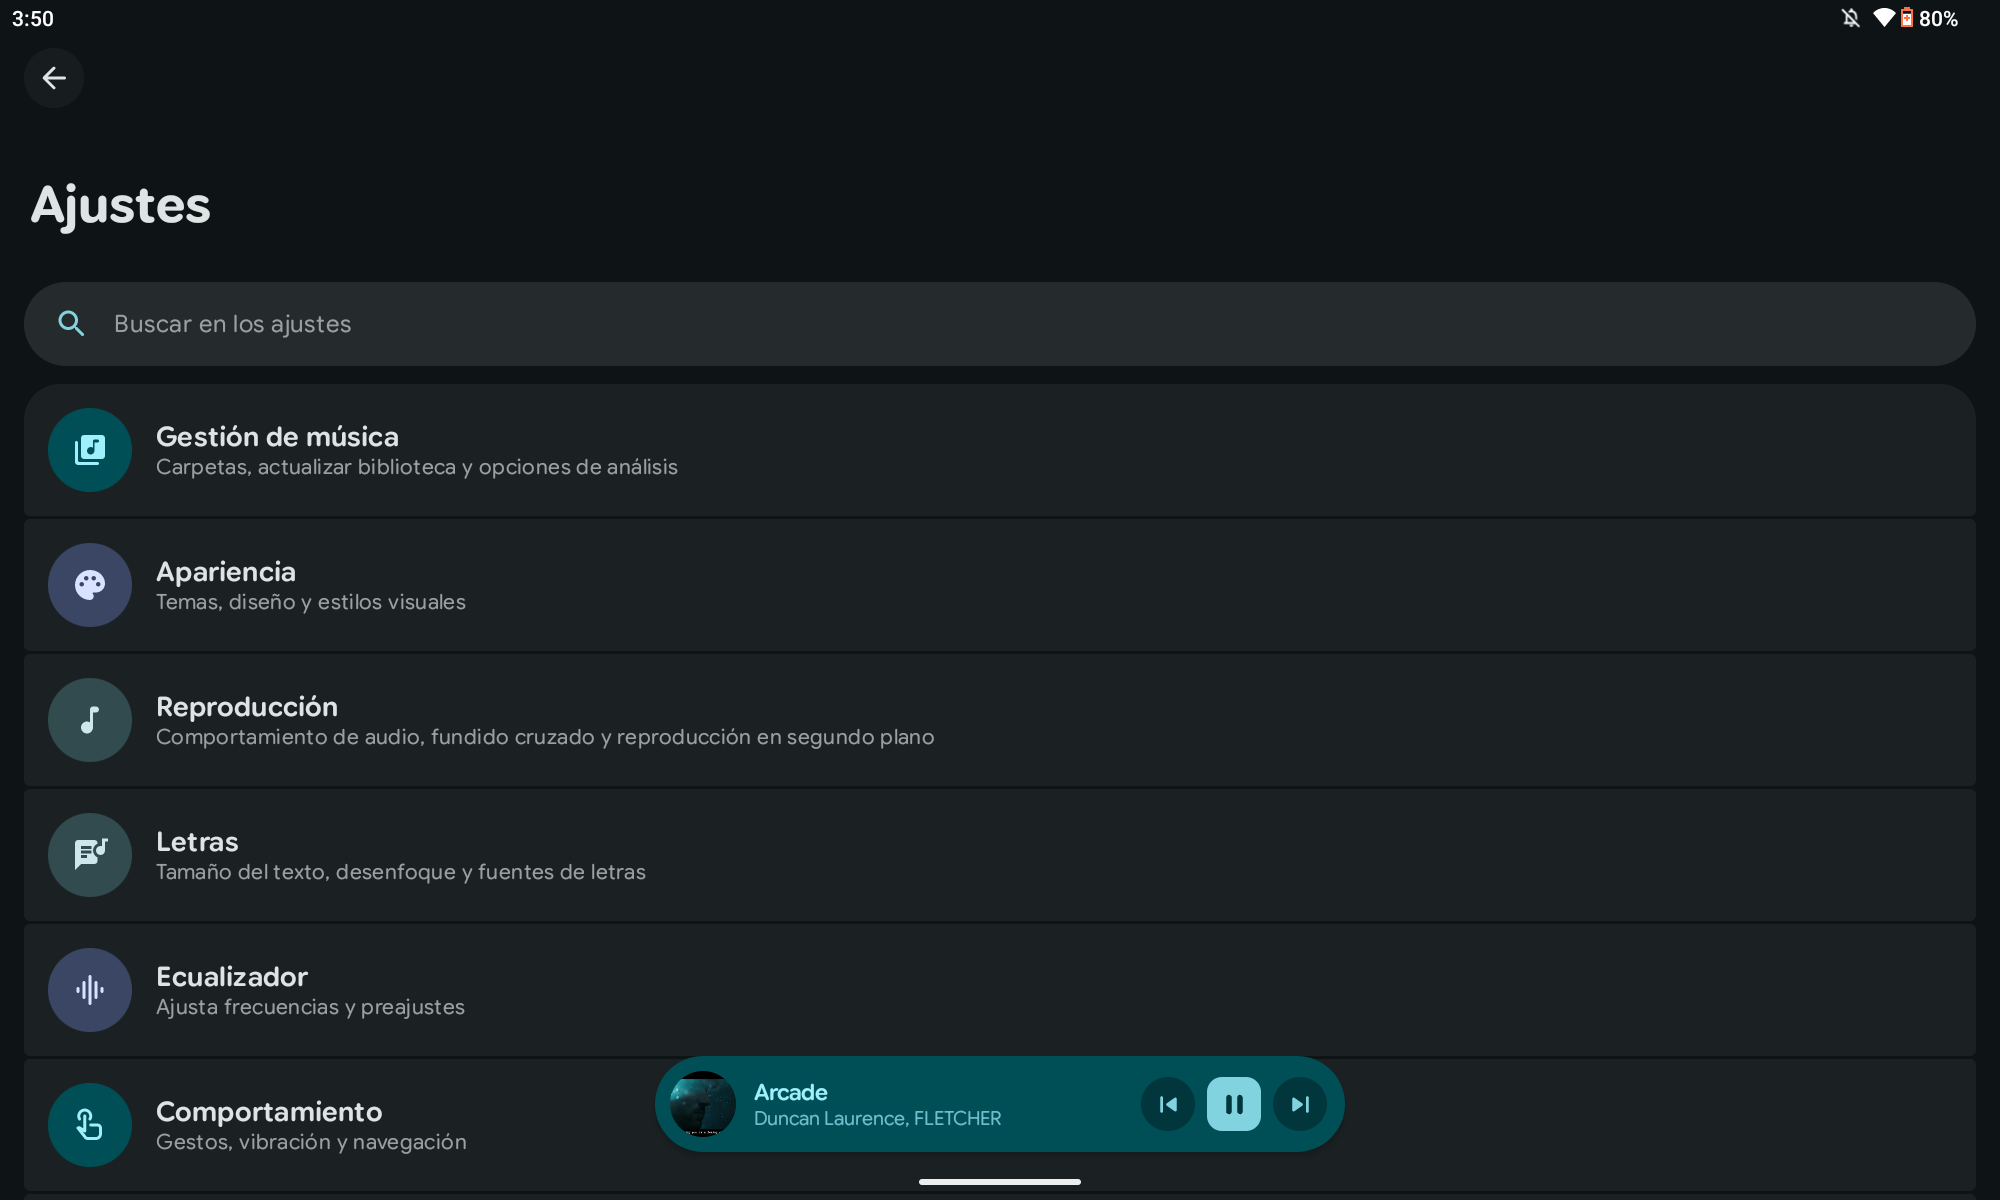 3:50
80%
Ajustes
Buscar en los ajustes
Gestión de música
Carpetas, actualizar biblioteca y opciones de análisis
Apariencia
Temas, diseño y estilos visuales
Reproducción
Comportamiento de audio, fundido cruzado y reproducción en segundo plano
Letras
Tamaño del texto, desenfoque y fuentes de letras
Ecualizador
Ajusta frecuencias y preajustes
Comportamiento
Gestos, vibración y navegación
Arcade
Duncan Laurence, FLETCHER